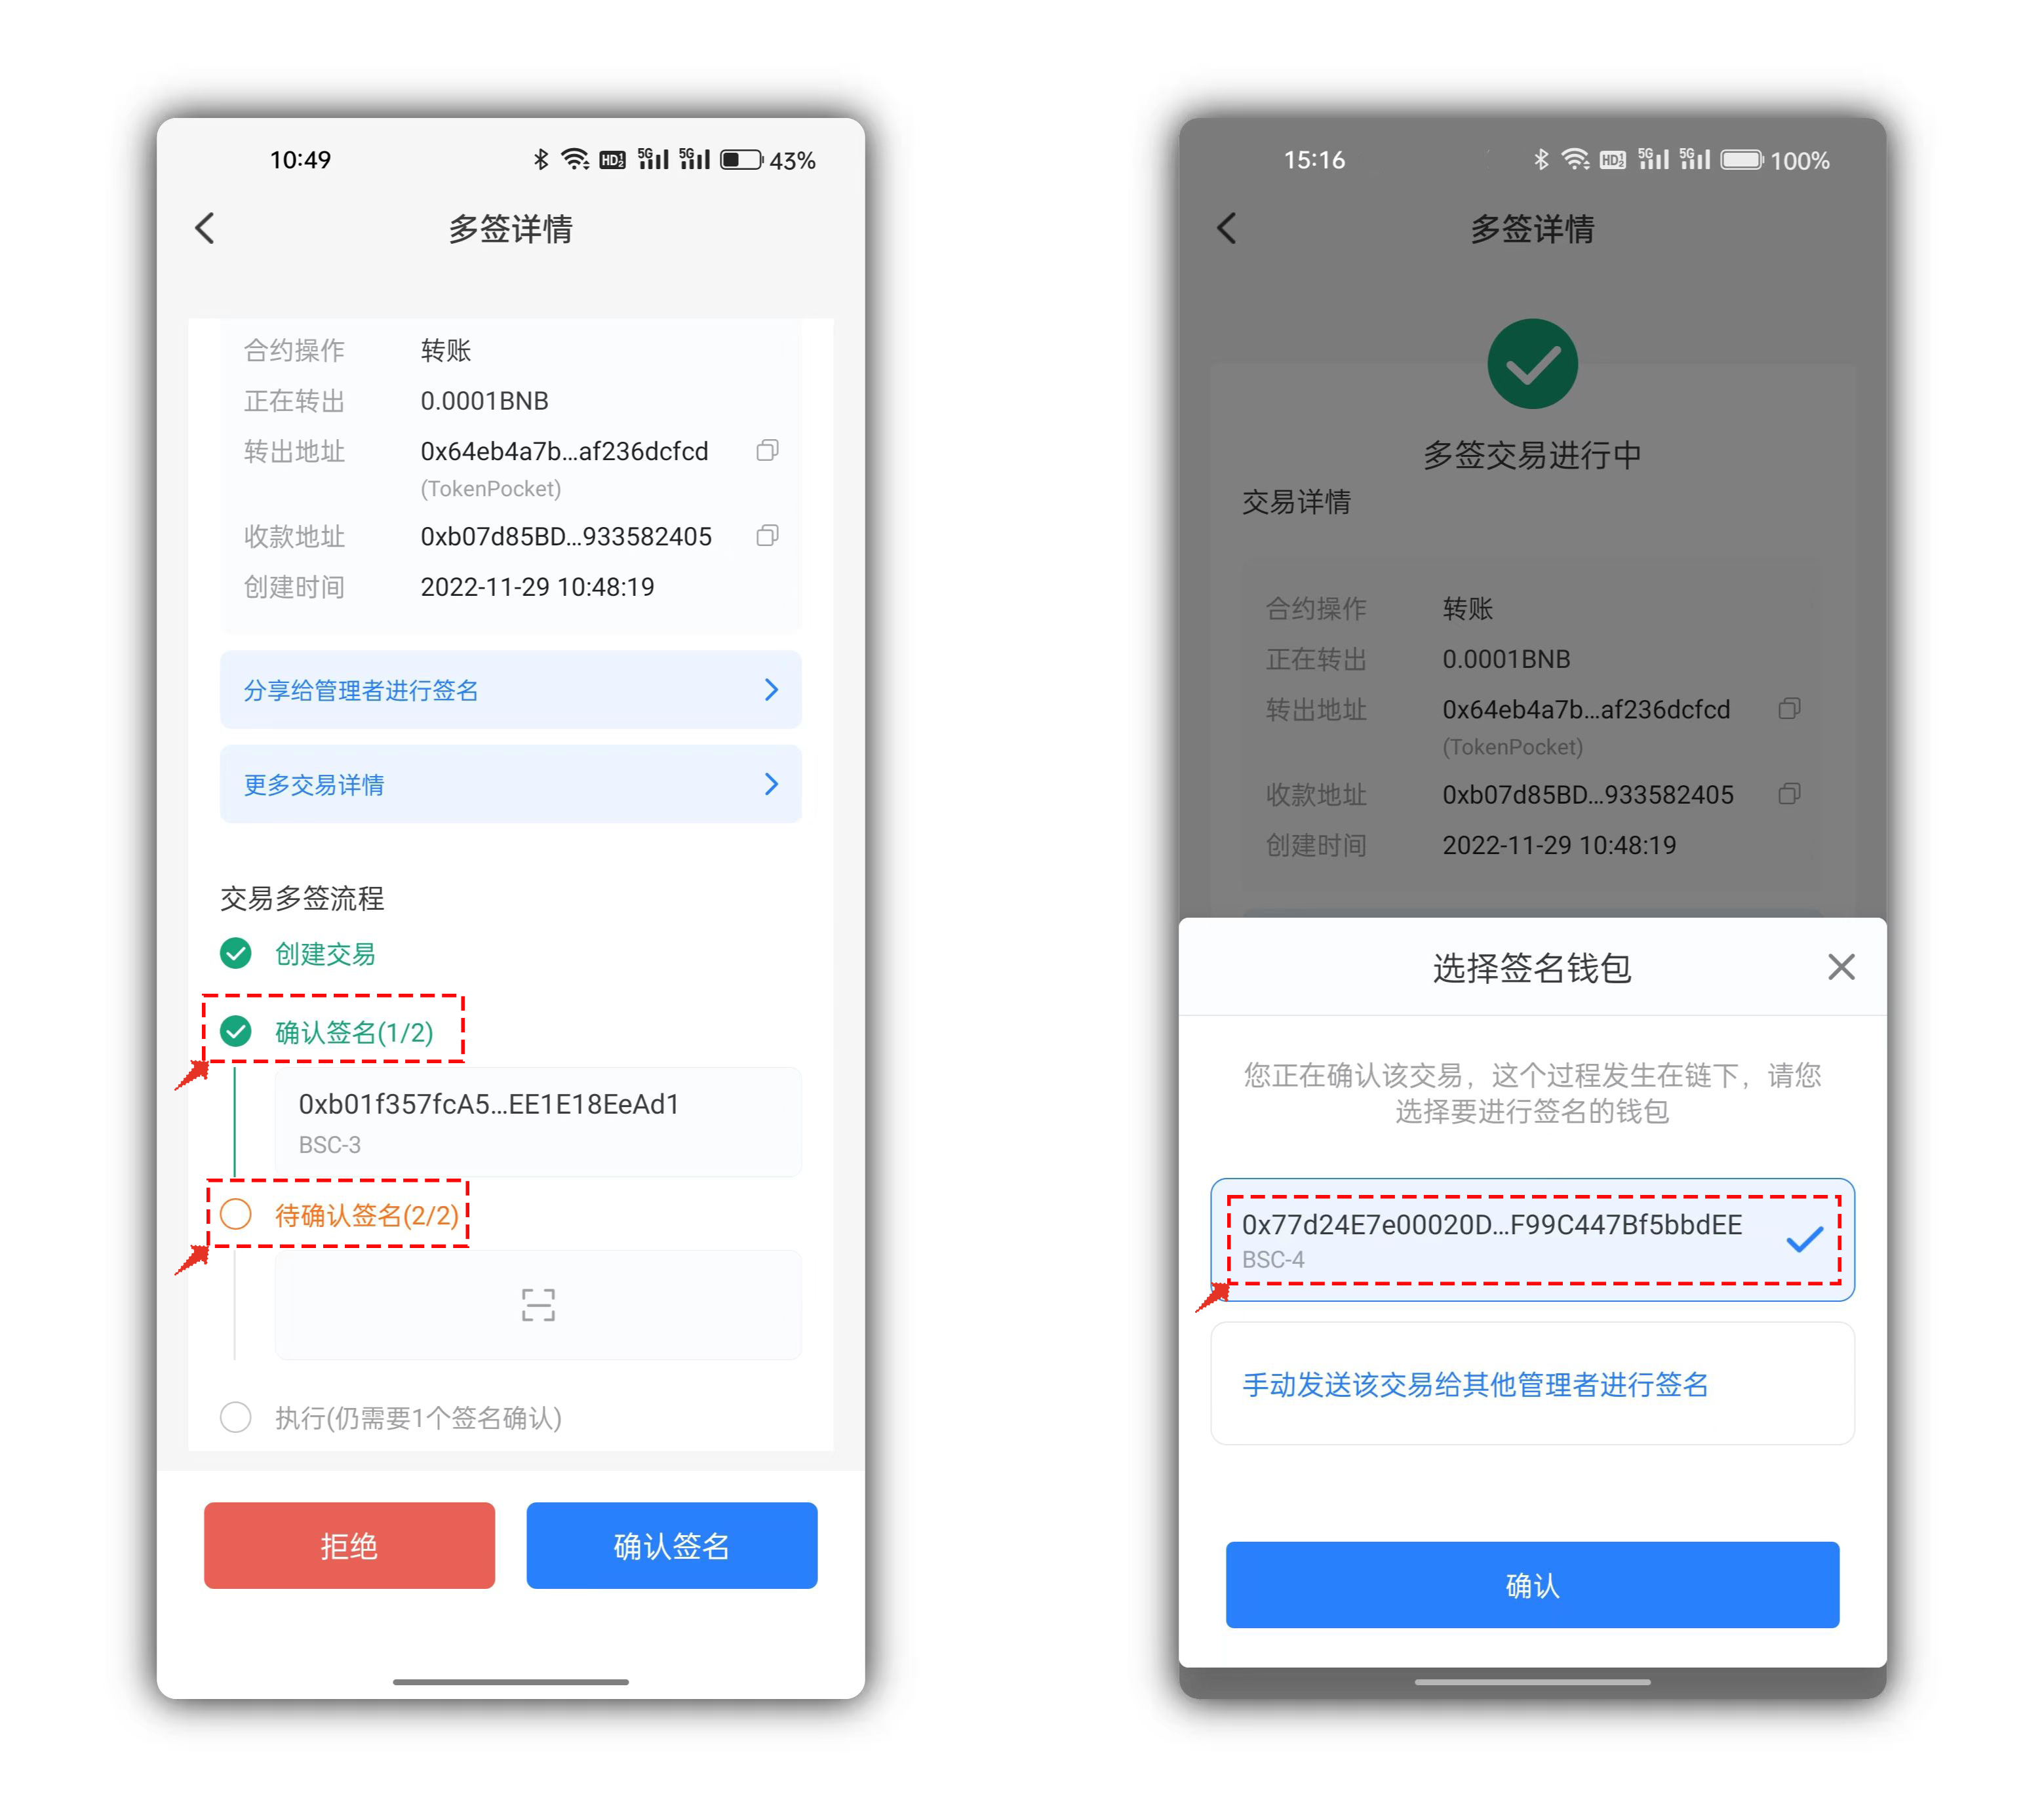 10:49
HD 5G 5G 43%
多签详情
合约操作 转账
正在转出 0.0001BNB
转出地址 0x64eb4a7b...af236dcfcd
(TokenPocket)
收款地址 0xb07d85BD...933582405
创建时间 2022-11-29 10:48:19
分享给管理者进行签名
更多交易详情
交易多签流程
创建交易
确认签名(1/2)
0xb01f357fcA5...EE1E18EeAd1
BSC-3
待确认签名(2/2)
执行(仍需要1个签名确认)
拒绝 确认签名
15:16
HD 5G 5G 100%
多签详情
多签交易进行中
交易详情
合约操作 转账
正在转出 0.0001BNB
转出地址 0x64eb4a7b...af236dcfcd
(TokenPocket)
收款地址 0xb07d85BD...933582405
创建时间 2022-11-29 10:48:19
选择签名钱包
您正在确认该交易，这个过程发生在链下，请您
选择要进行签名的钱包
0x77d24E7e00020D...F99C447Bf5bbdEE
BSC-4
手动发送该交易给其他管理者进行签名
确认